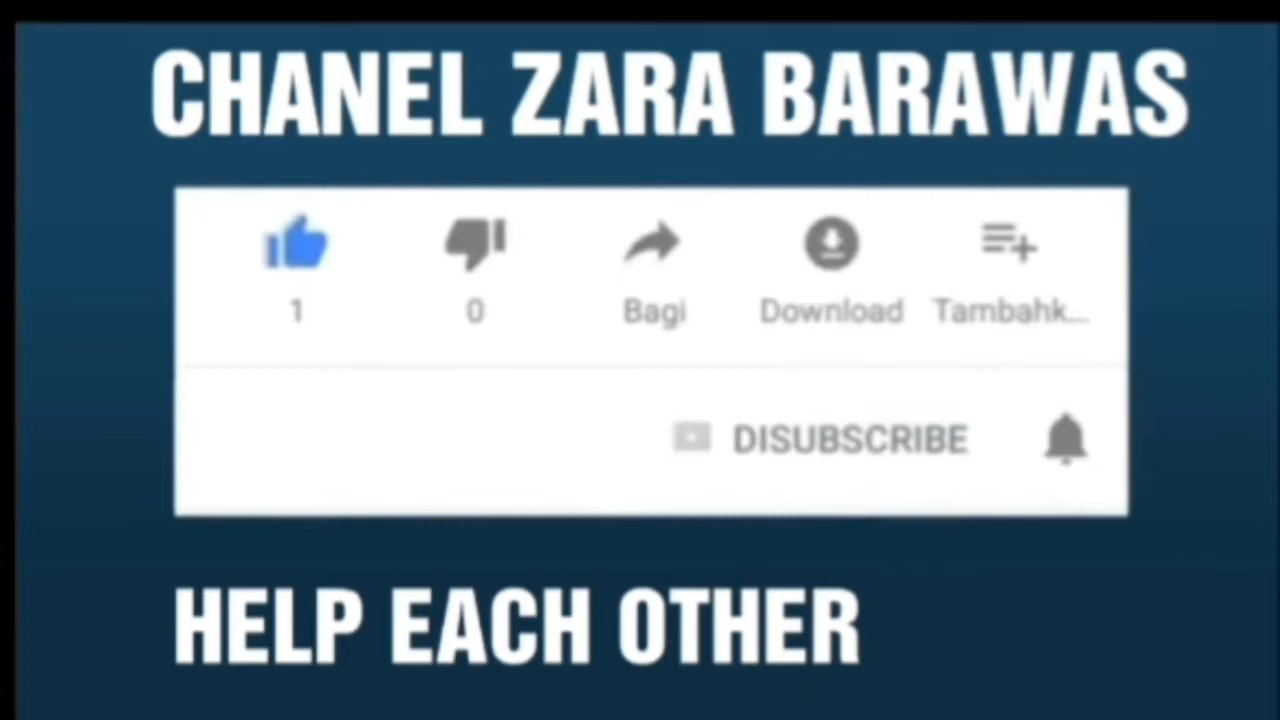 CHANEL ZARA BARAWAS
1 0 Bagi Download Tambahk...
DISUBSCRIBE
HELP EACH OTHER